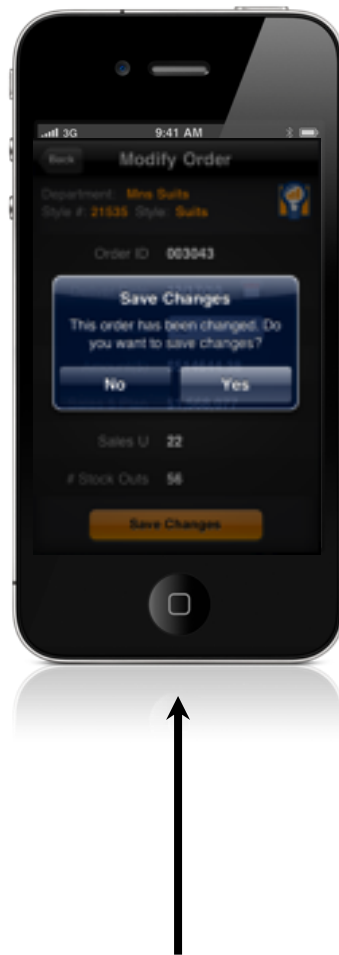 3G 9:41 AM
Back Modify Order
Department: Mns Suits
Style #: 21535 Style: Suits
Order ID 003043
Save Changes
This order has been changed. Do
you want to save changes?
No Yes
Sales U 22
# Stock Outs 56
Save Changes